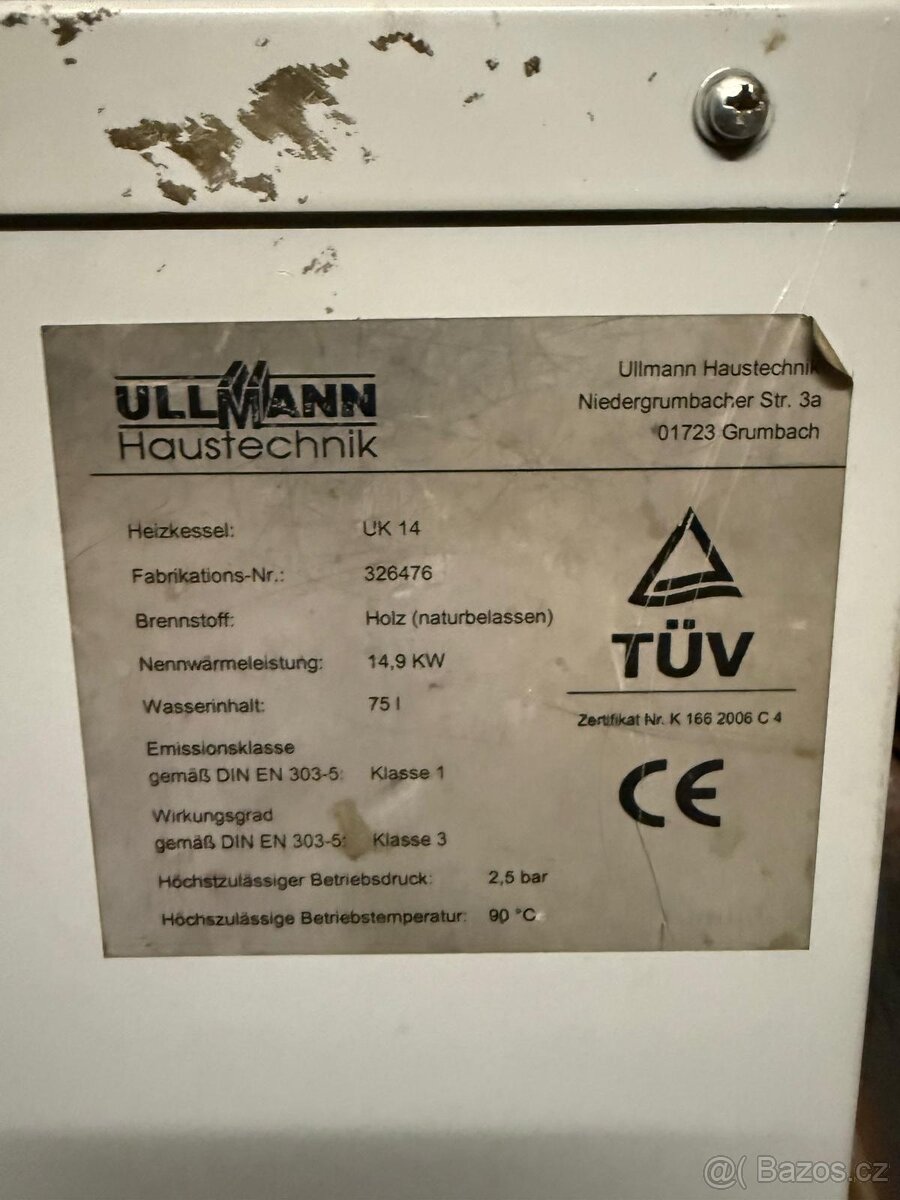 ULLMANN
Haustechnik
Ullmann Haustechnik
Niedergrumbacher Str. 3a
01723 Grumbach
Heizkessel: UK 14
Fabrikations-Nr.: 326476
Brennstoff: Holz (naturbelassen)
Nennwärmeleistung: 14,9 KW
Wasserinhalt: 75 l
Emissionsklasse
gemäß DIN EN 303-5: Klasse 1
Wirkungsgrad
gemäß DIN EN 303-5: Klasse 3
Höchstzulässiger Betriebsdruck: 2,5 bar
Höchszulässige Betriebstemperatur: 90 °C
TÜV
Zertifikat Nr. K 166 2006 C 4
CE
@( Bazos.cz